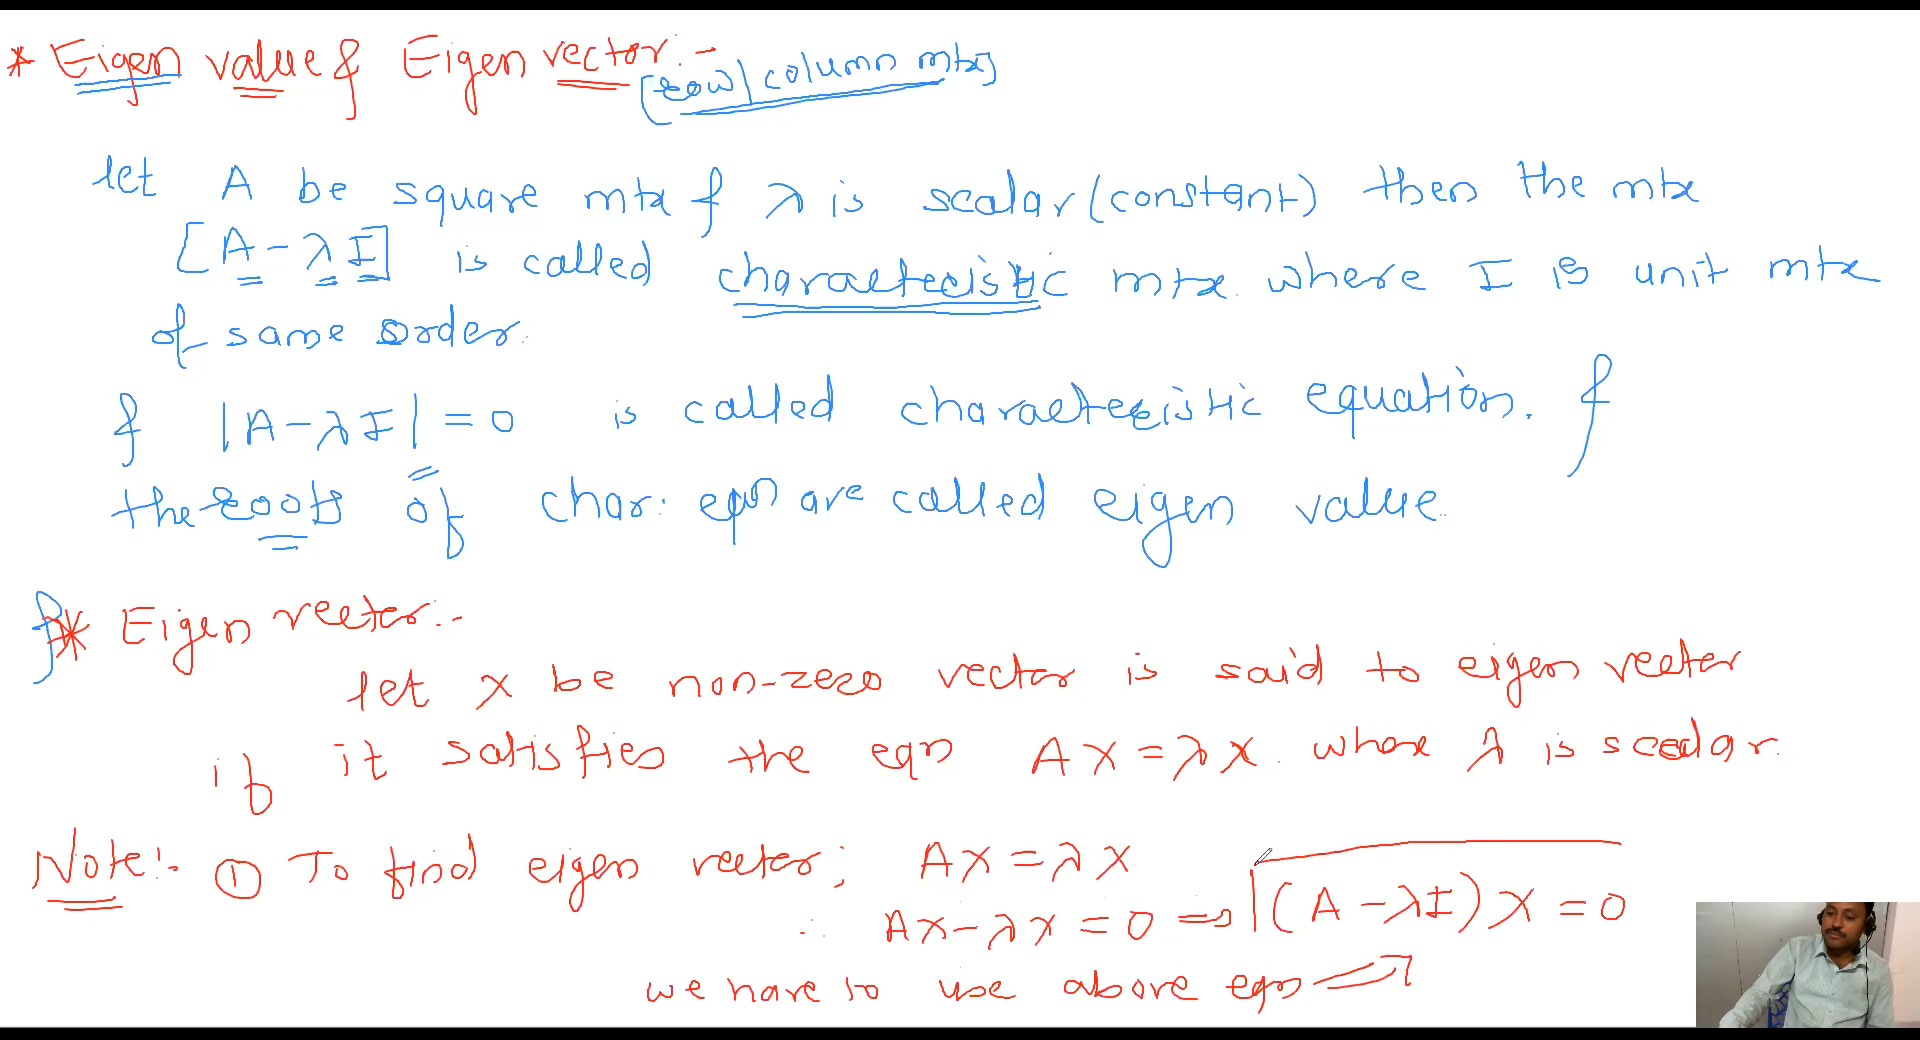 * Eigen value & Eigen vector :-
[row | column mtx]
let A be square mtx & λ is scalar (constant) then the mtx
[A - λI] is called characteristic mtx. where I is unit mtx
of same order.
& |A - λI| = 0 is called characteristic equation. &
the roots of char. eqn are called eigen value.
& * Eigen vector :-
let x be non-zero vector is said to eigen vector
if it satisfies the eqn AX = λX. where λ is scalar.
Note :- ① To find eigen vector ; AX = λX
∴ AX - λX = 0 ⇒ (A - λI) X = 0
we have to use above eqn →